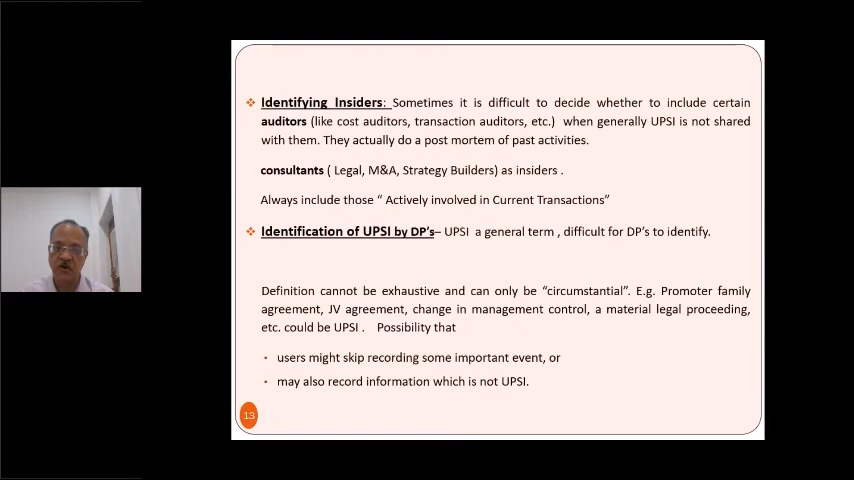 ❖ Identifying Insiders: Sometimes it is difficult to decide whether to include certain
auditors (like cost auditors, transaction auditors, etc.) when generally UPSI is not shared
with them. They actually do a post mortem of past activities.
consultants ( Legal, M&A, Strategy Builders) as insiders .
Always include those “ Actively involved in Current Transactions”
❖ Identification of UPSI by DP's– UPSI a general term , difficult for DP's to identify.
Definition cannot be exhaustive and can only be “circumstantial”. E.g. Promoter family
agreement, JV agreement, change in management control, a material legal proceeding,
etc. could be UPSI . Possibility that
• users might skip recording some important event, or
• may also record information which is not UPSI.
13